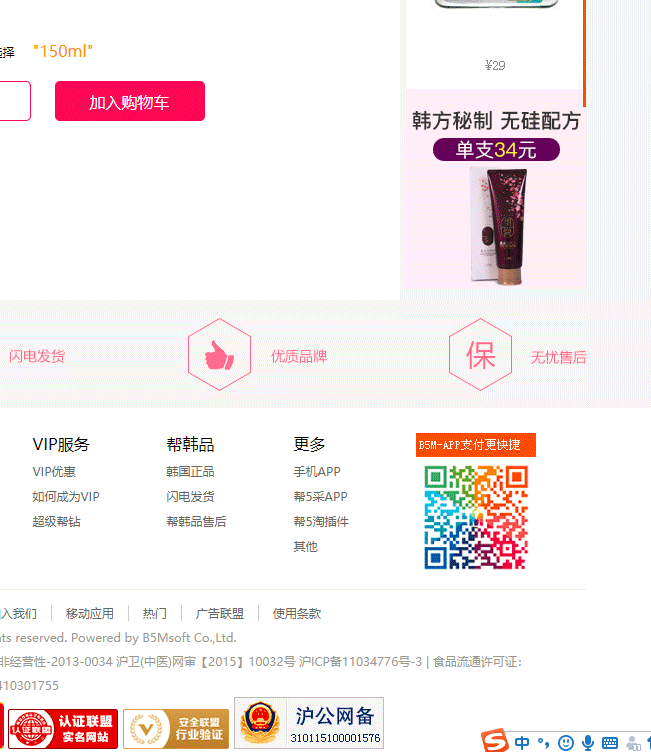 选择 "150ml"
加入购物车
¥29
韩方秘制 无硅配方
单支34元
闪电发货
优质品牌
保
无忧售后
VIP服务 帮韩品 更多
B5M-APP支付更快捷
VIP优惠 韩国正品 手机APP
如何成为VIP 闪电发货 帮5采APP
超级帮钻 帮韩品售后 帮5淘插件
其他
入我们 移动应用 热门 广告联盟 使用条款
hts reserved. Powered by B5Msoft Co.,Ltd.
非经营性-2013-0034 沪卫(中医)网审【2015】10032号 沪ICP备11034776号-3 | 食品流通许可证:
410301755
认证联盟
认证联盟
实名网站
安全联盟
行业验证
沪公网备
310115100001576
中